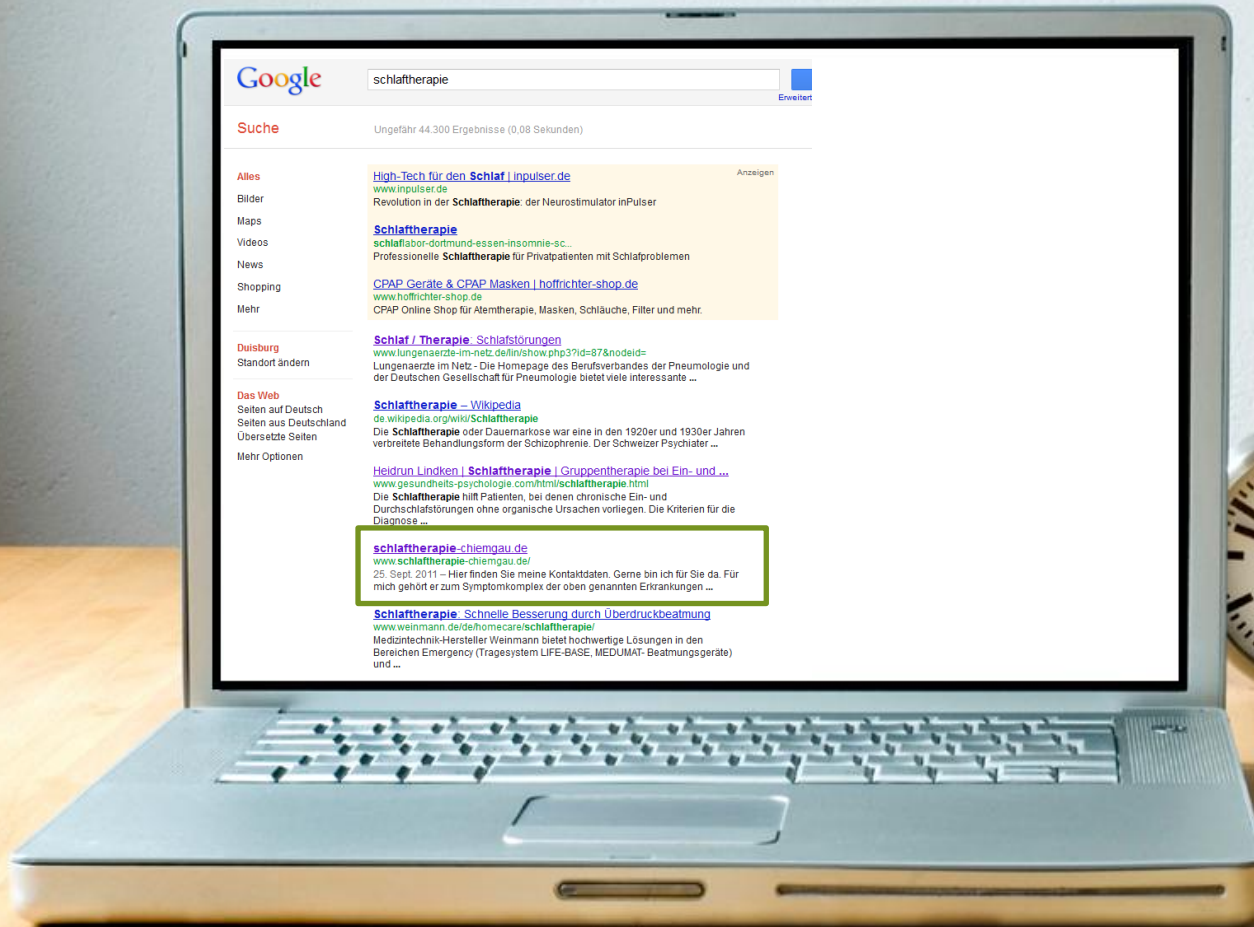 Google
schlaftherapie
Erweitert
Suche
Ungefähr 44.300 Ergebnisse (0,08 Sekunden)
Alles
Bilder
Maps
Videos
News
Shopping
Mehr
Duisburg
Standort ändern
Das Web
Seiten auf Deutsch
Seiten aus Deutschland
Übersetzte Seiten
Mehr Optionen
Anzeigen
High-Tech für den Schlaf | inpulser.de
www.inpulser.de
Revolution in der Schlaftherapie: der Neurostimulator inPulser
Schlaftherapie
schlaflabor-dortmund-essen-insomnie-sc...
Professionelle Schlaftherapie für Privatpatienten mit Schlafproblemen
CPAP Geräte & CPAP Masken | hoffrichter-shop.de
www.hoffrichter-shop.de
CPAP Online Shop für Atemtherapie, Masken, Schläuche, Filter und mehr.
Schlaf / Therapie: Schlafstörungen
www.lungenaerzte-im-netz.de/lin/show.php3?id=87&nodeid=
Lungenaerzte im Netz - Die Homepage des Berufsverbandes der Pneumologie und
der Deutschen Gesellschaft für Pneumologie bietet viele interessante ...
Schlaftherapie – Wikipedia
de.wikipedia.org/wiki/Schlaftherapie
Die Schlaftherapie oder Dauernarkose war eine in den 1920er und 1930er Jahren
verbreitete Behandlungsform der Schizophrenie. Der Schweizer Psychiater ...
Heidrun Lindken | Schlaftherapie | Gruppentherapie bei Ein- und ...
www.gesundheits-psychologie.com/html/schlaftherapie.html
Die Schlaftherapie hilft Patienten, bei denen chronische Ein- und
Durchschlafstörungen ohne organische Ursachen vorliegen. Die Kriterien für die
Diagnose ...
schlaftherapie-chiemgau.de
www.schlaftherapie-chiemgau.de/
25. Sept. 2011 – Hier finden Sie meine Kontaktdaten. Gerne bin ich für Sie da. Für
mich gehört er zum Symptomkomplex der oben genannten Erkrankungen ...
Schlaftherapie: Schnelle Besserung durch Überdruckbeatmung
www.weinmann.de/de/homecare/schlaftherapie/
Medizintechnik-Hersteller Weinmann bietet hochwertige Lösungen in den
Bereichen Emergency (Tragesystem LIFE-BASE, MEDUMAT- Beatmungsgeräte)
und ...